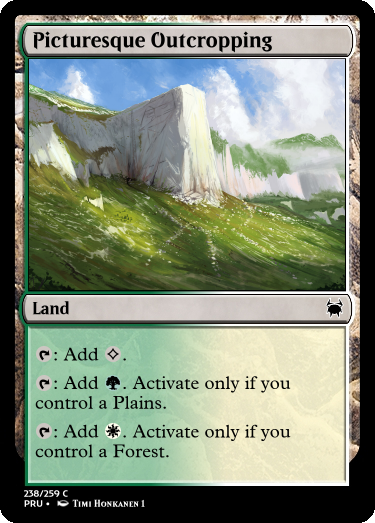 Picturesque Outcropping
Land
: Add .
: Add . Activate only if you
control a Plains.
: Add . Activate only if you
control a Forest.
238/259 C
PRU • Timi Honkanen 1